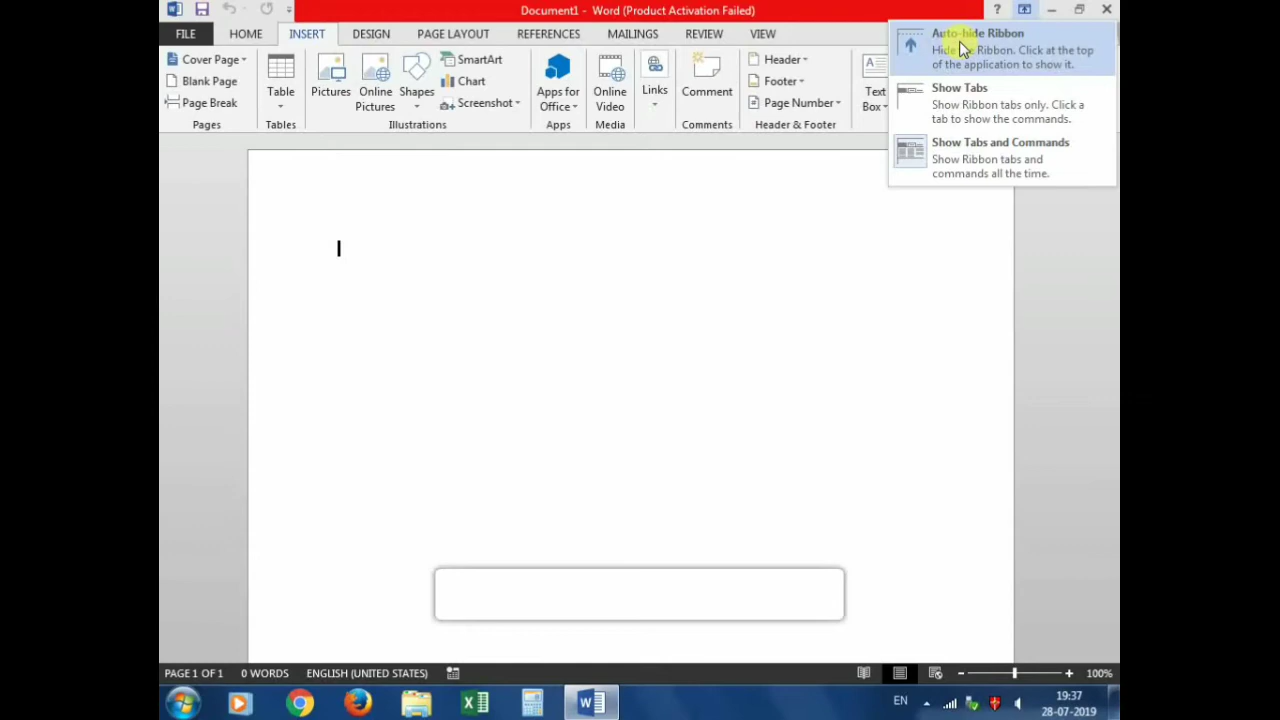 Document1 - Word (Product Activation Failed)
FILE HOME INSERT DESIGN PAGE LAYOUT REFERENCES MAILINGS REVIEW VIEW
Cover Page
Blank Page
Page Break
Pages
Table
Tables
Pictures
Online
Pictures
Shapes
SmartArt
Chart
Screenshot
Illustrations
Apps for
Office
Apps
Online
Video
Media
Links
Comment
Comments
Header
Footer
Page Number
Header & Footer
Text
Box
?
Auto-hide Ribbon
Hide Ribbon. Click at the top
of the application to show it.
Show Tabs
Show Ribbon tabs only. Click a
tab to show the commands.
Show Tabs and Commands
Show Ribbon tabs and
commands all the time.
PAGE 1 OF 1 0 WORDS ENGLISH (UNITED STATES) 100%
EN
19:37
28-07-2019